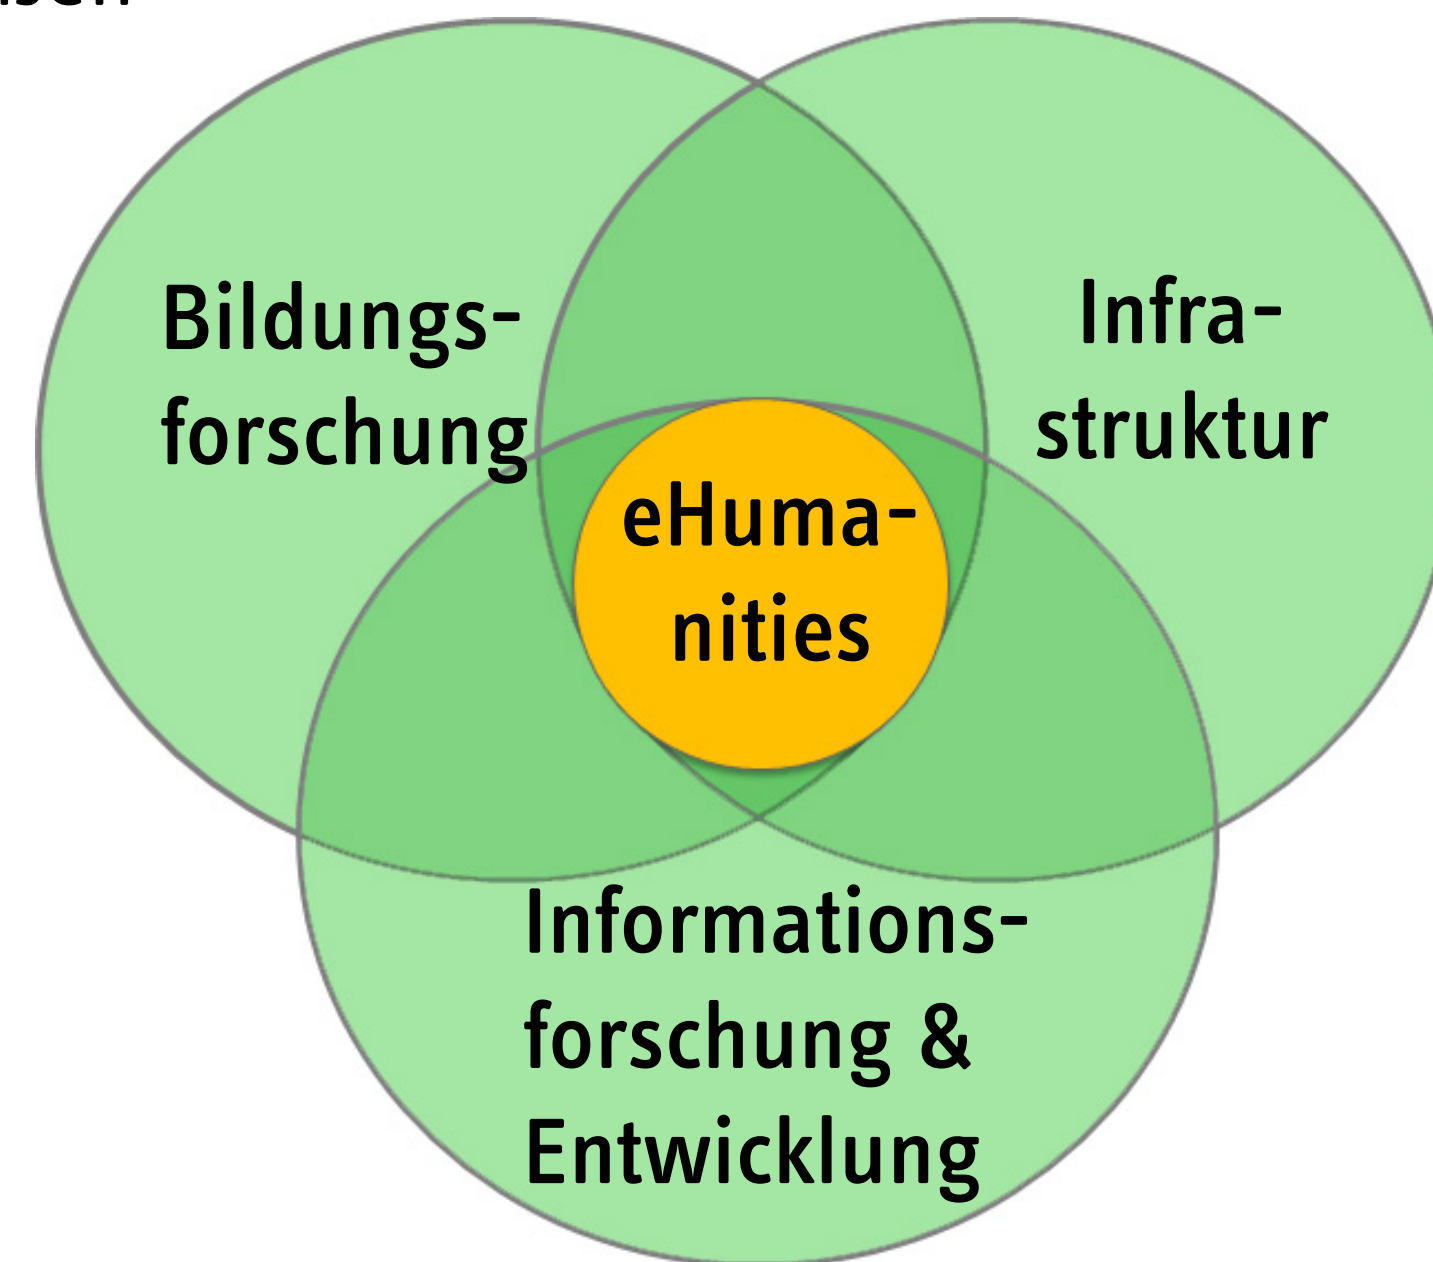 Bildungs-
forschung
Infra-
struktur
eHuma-
nities
Informations-
forschung &
Entwicklung